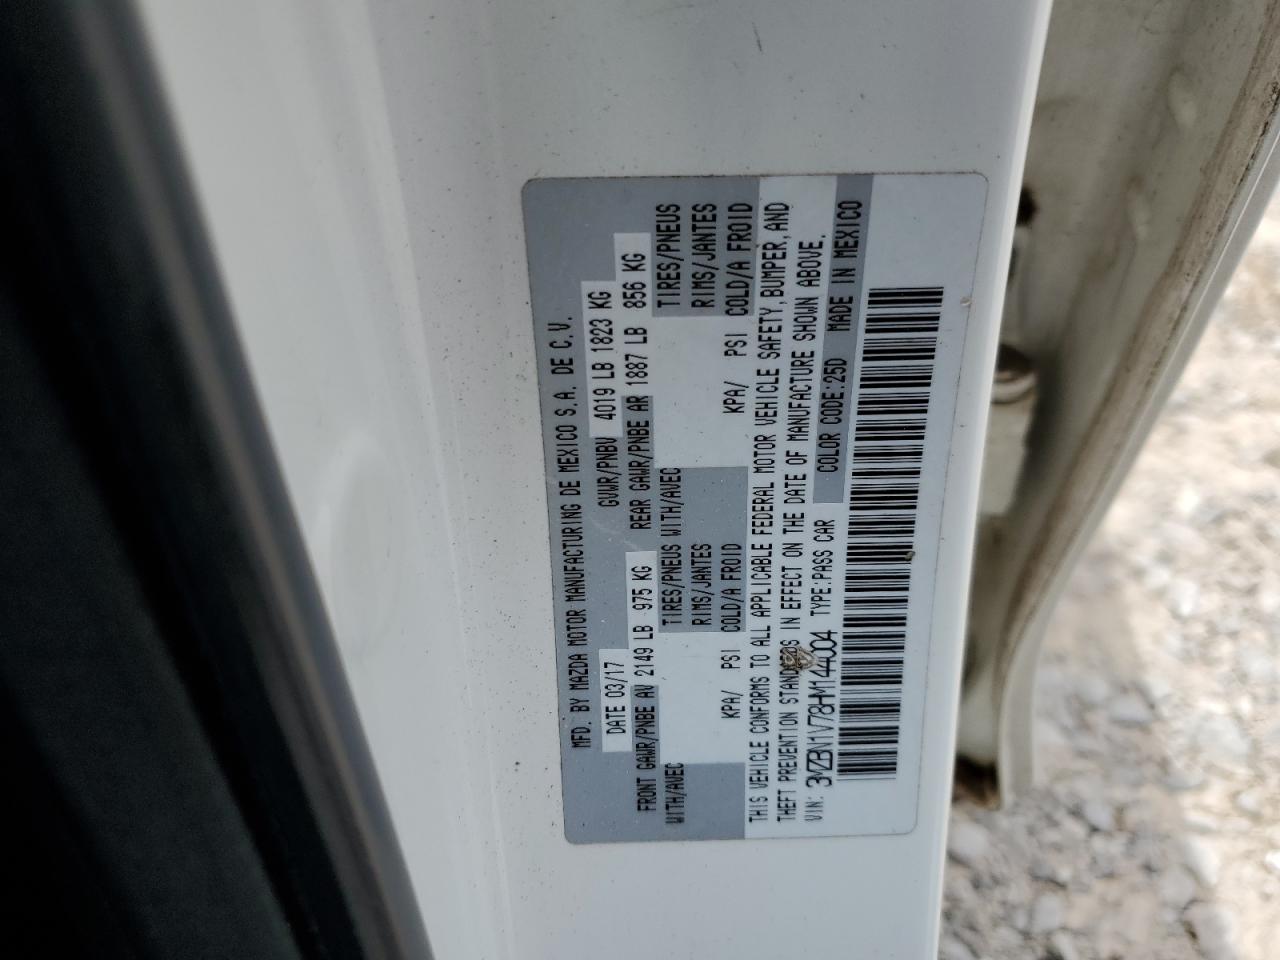 MFD. BY MAZDA MOTOR MANUFACTURING DE MEXICO S.A. DE C.V.
DATE 03/17 GVWR/PNBV 4019 LB 1823 KG
FRONT GAWR/PNBE AV 2149 LB 975 KG REAR GAWR/PNBE AR 1887 LB 856 KG
WITH/AVEC TIRES/PNEUS WITH/AVEC TIRES/PNEUS
RIMS/JANTES RIMS/JANTES
KPA/ PSI COLD/A FROID KPA/ PSI COLD/A FROID
THIS VEHICLE CONFORMS TO ALL APPLICABLE FEDERAL MOTOR VEHICLE SAFETY, BUMPER, AND
THEFT PREVENTION STANDARDS IN EFFECT ON THE DATE OF MANUFACTURE SHOWN ABOVE.
VIN: 3MZBN1V78HM144004 TYPE:PASS CAR COLOR CODE:25D MADE IN MEXICO